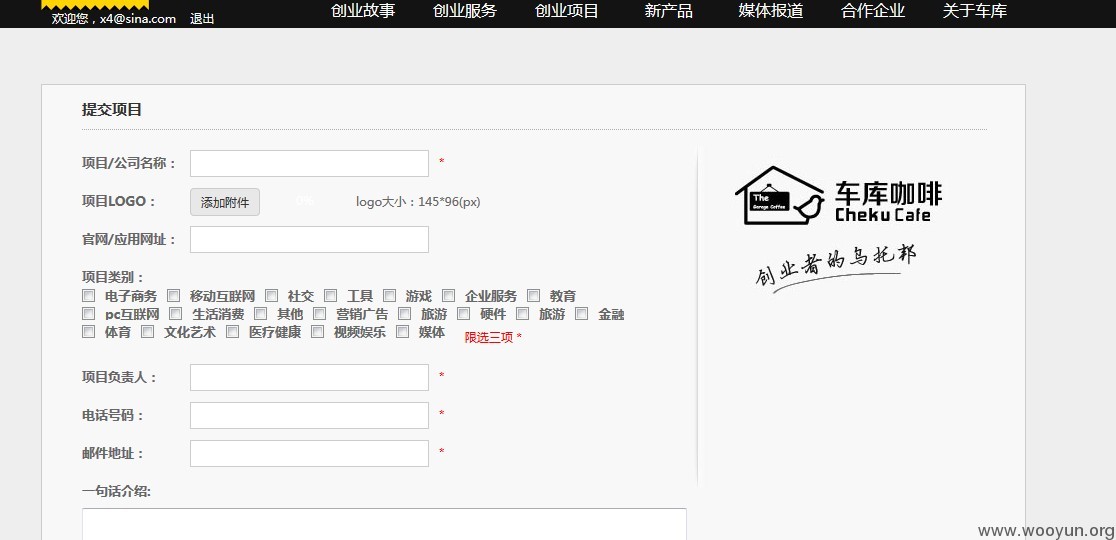 欢迎您，x4@sina.com 退出 创业故事 创业服务 创业项目 新产品 媒体报道 合作企业 关于车库
提交项目
项目/公司名称： *
项目LOGO： 添加附件 0% logo大小：145*96(px)
官网/应用网址：
项目类别：
电子商务 移动互联网 社交 工具 游戏 企业服务 教育
pc互联网 生活消费 其他 营销广告 旅游 硬件 旅游 金融
体育 文化艺术 医疗健康 视频娱乐 媒体 限选三项 *
项目负责人： *
电话号码： *
邮件地址： *
一句话介绍:
The
Garage Coffee
车库咖啡
Cheku Cafe
创业者的乌托邦
www.wooyun.org